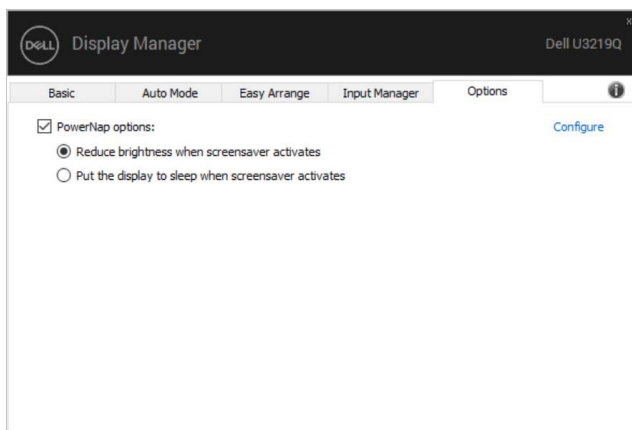 DELL Display Manager Dell U3219Q x
Basic Auto Mode Easy Arrange Input Manager Options i
PowerNap options: Configure
Reduce brightness when screensaver activates
Put the display to sleep when screensaver activates